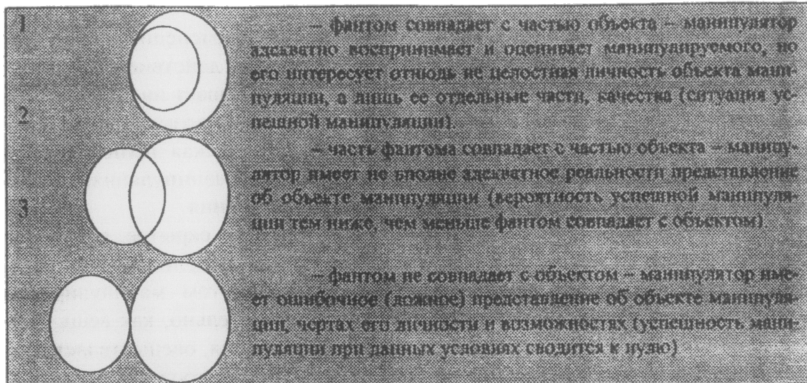 1
– фантом совпадает с частью объекта – манипулятор
адекватно воспринимает и оценивает манипулируемого, но
его интересует отнюдь не целостная личность объекта мани-
пуляции, а лишь ее отдельные части, качества (ситуация ус-
пешной манипуляции).
2
– часть фантома совпадает с частью объекта – манипу-
лятор имеет не вполне адекватное реальности представление
об объекте манипуляции (вероятность успешной манипуля-
ции тем ниже, чем меньше фантом совпадает с объектом)
3
– фантом не совпадает с объектом – манипулятор име-
ет ошибочное (ложное) представление об объекте манипуля-
ции, чертах его личности и возможностях (успешность мани-
пуляции при данных условиях сводится к нулю)